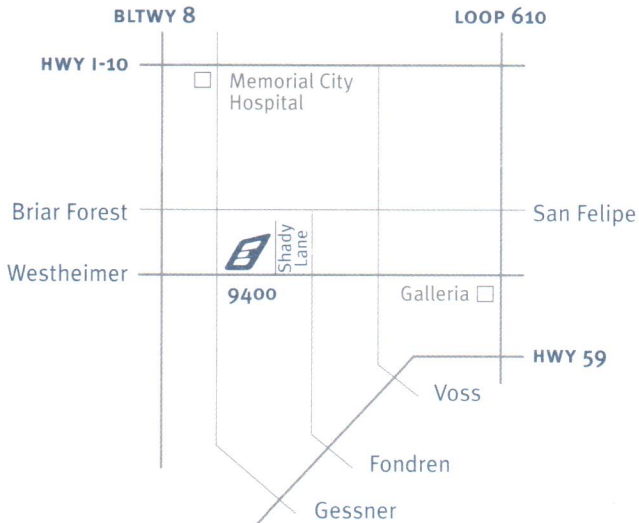 BLTWY 8
LOOP 610
HWY I-10
Memorial City
Hospital
Briar Forest
San Felipe
Shady
Lane
Westheimer
9400
Galleria
HWY 59
Voss
Fondren
Gessner